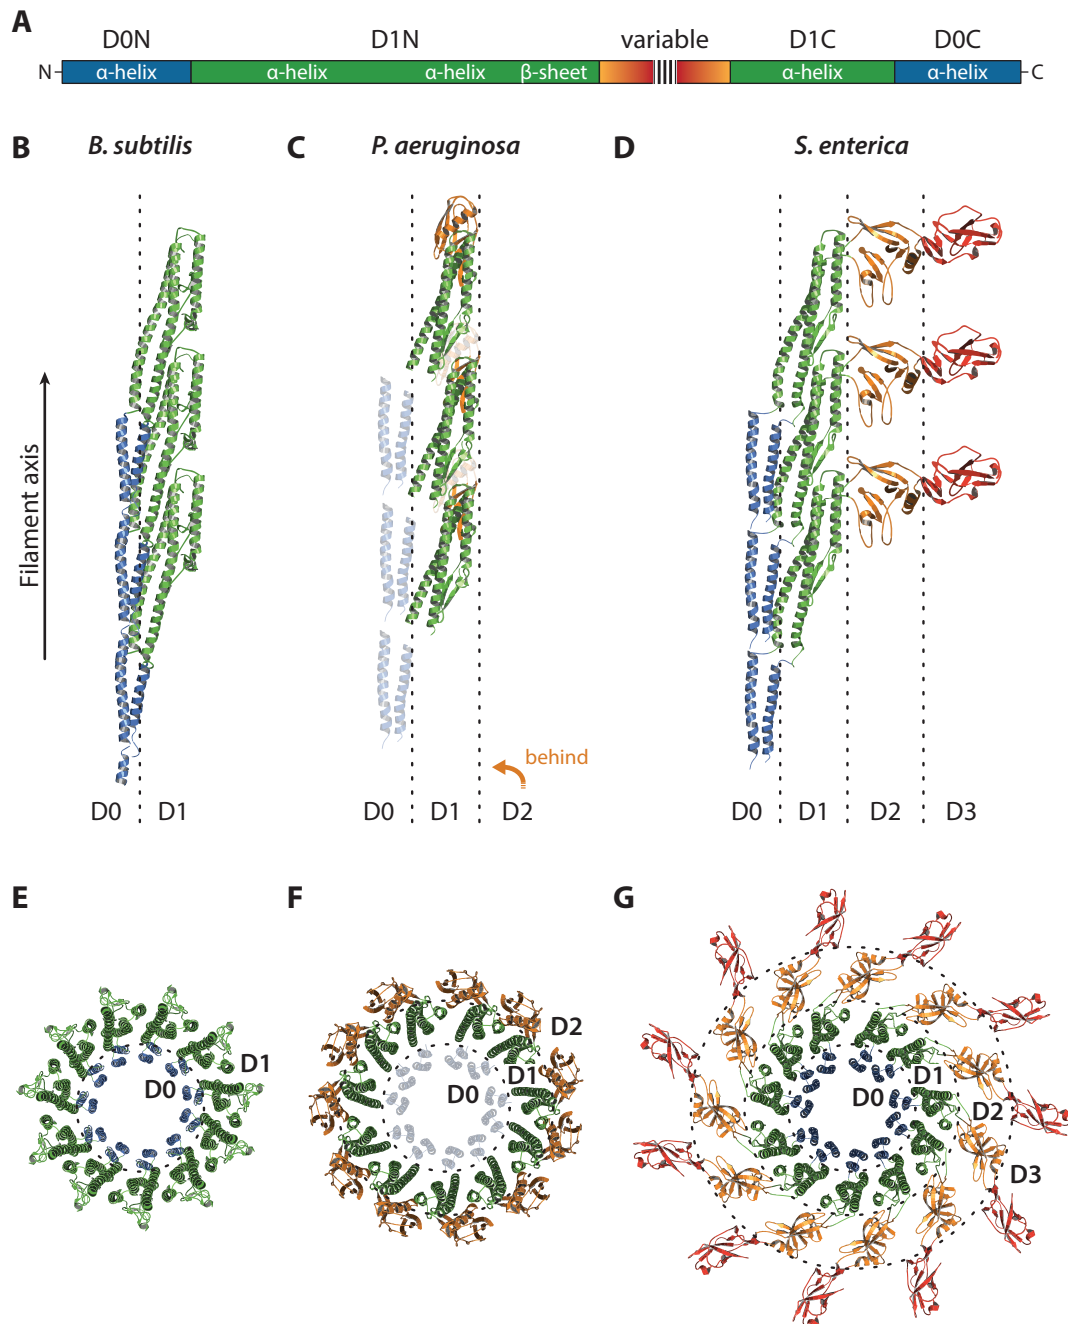 A
D0N D1N variable D1C D0C
N α-helix α-helix α-helix β-sheet α-helix α-helix C
B B. subtilis C P. aeruginosa D S. enterica
Filament axis
behind
D0 D1 D0 D1 D2 D0 D1 D2 D3
E F G
D1 D0
D2 D1 D0
D1 D0 D2 D3